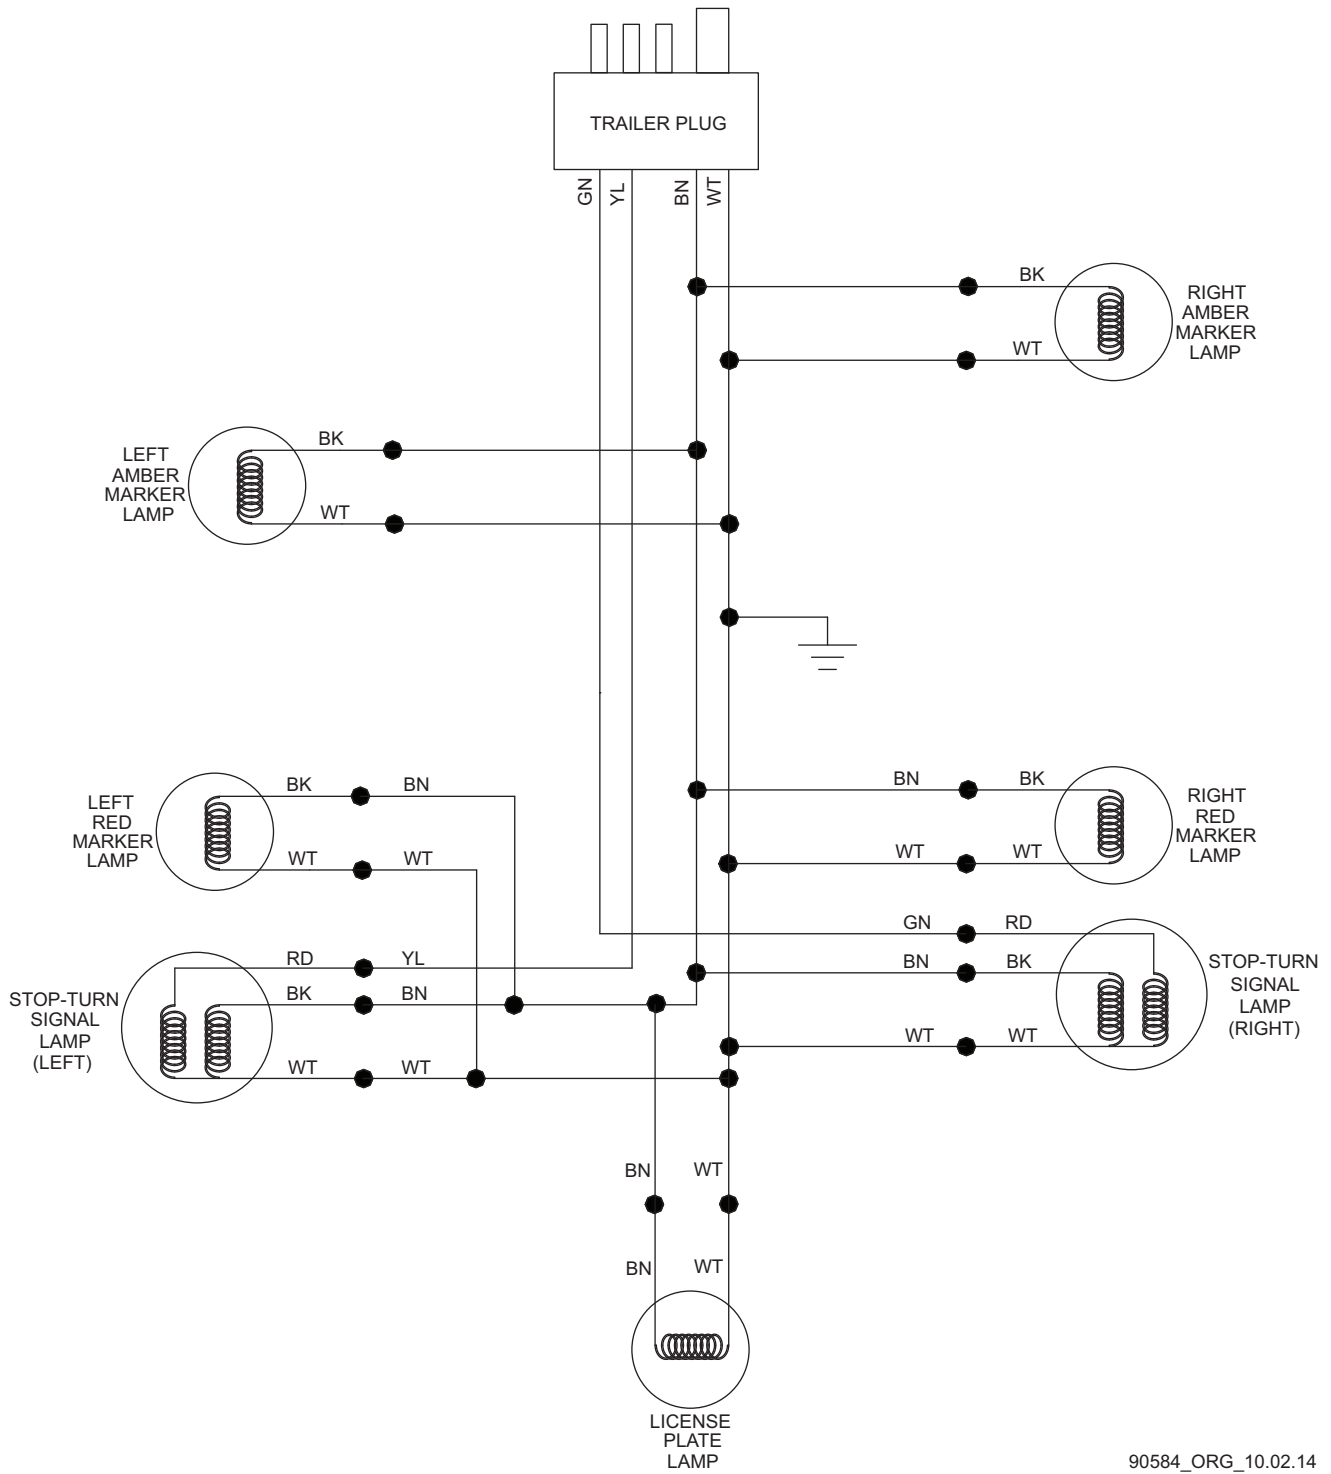 TRAILER PLUG
GN
YL
BN
WT
BK
RIGHT
AMBER
MARKER
LAMP
WT
LEFT
AMBER
MARKER
LAMP
BK
WT
LEFT
RED
MARKER
LAMP
BK
BN
WT
WT
BN
BK
RIGHT
RED
MARKER
LAMP
WT
WT
GN
RD
BN
BK
STOP-TURN
SIGNAL
LAMP
(RIGHT)
WT
WT
STOP-TURN
SIGNAL
LAMP
(LEFT)
RD
YL
BK
BN
WT
WT
BN
WT
BN
WT
LICENSE
PLATE
LAMP
90584_ORG_10.02.14